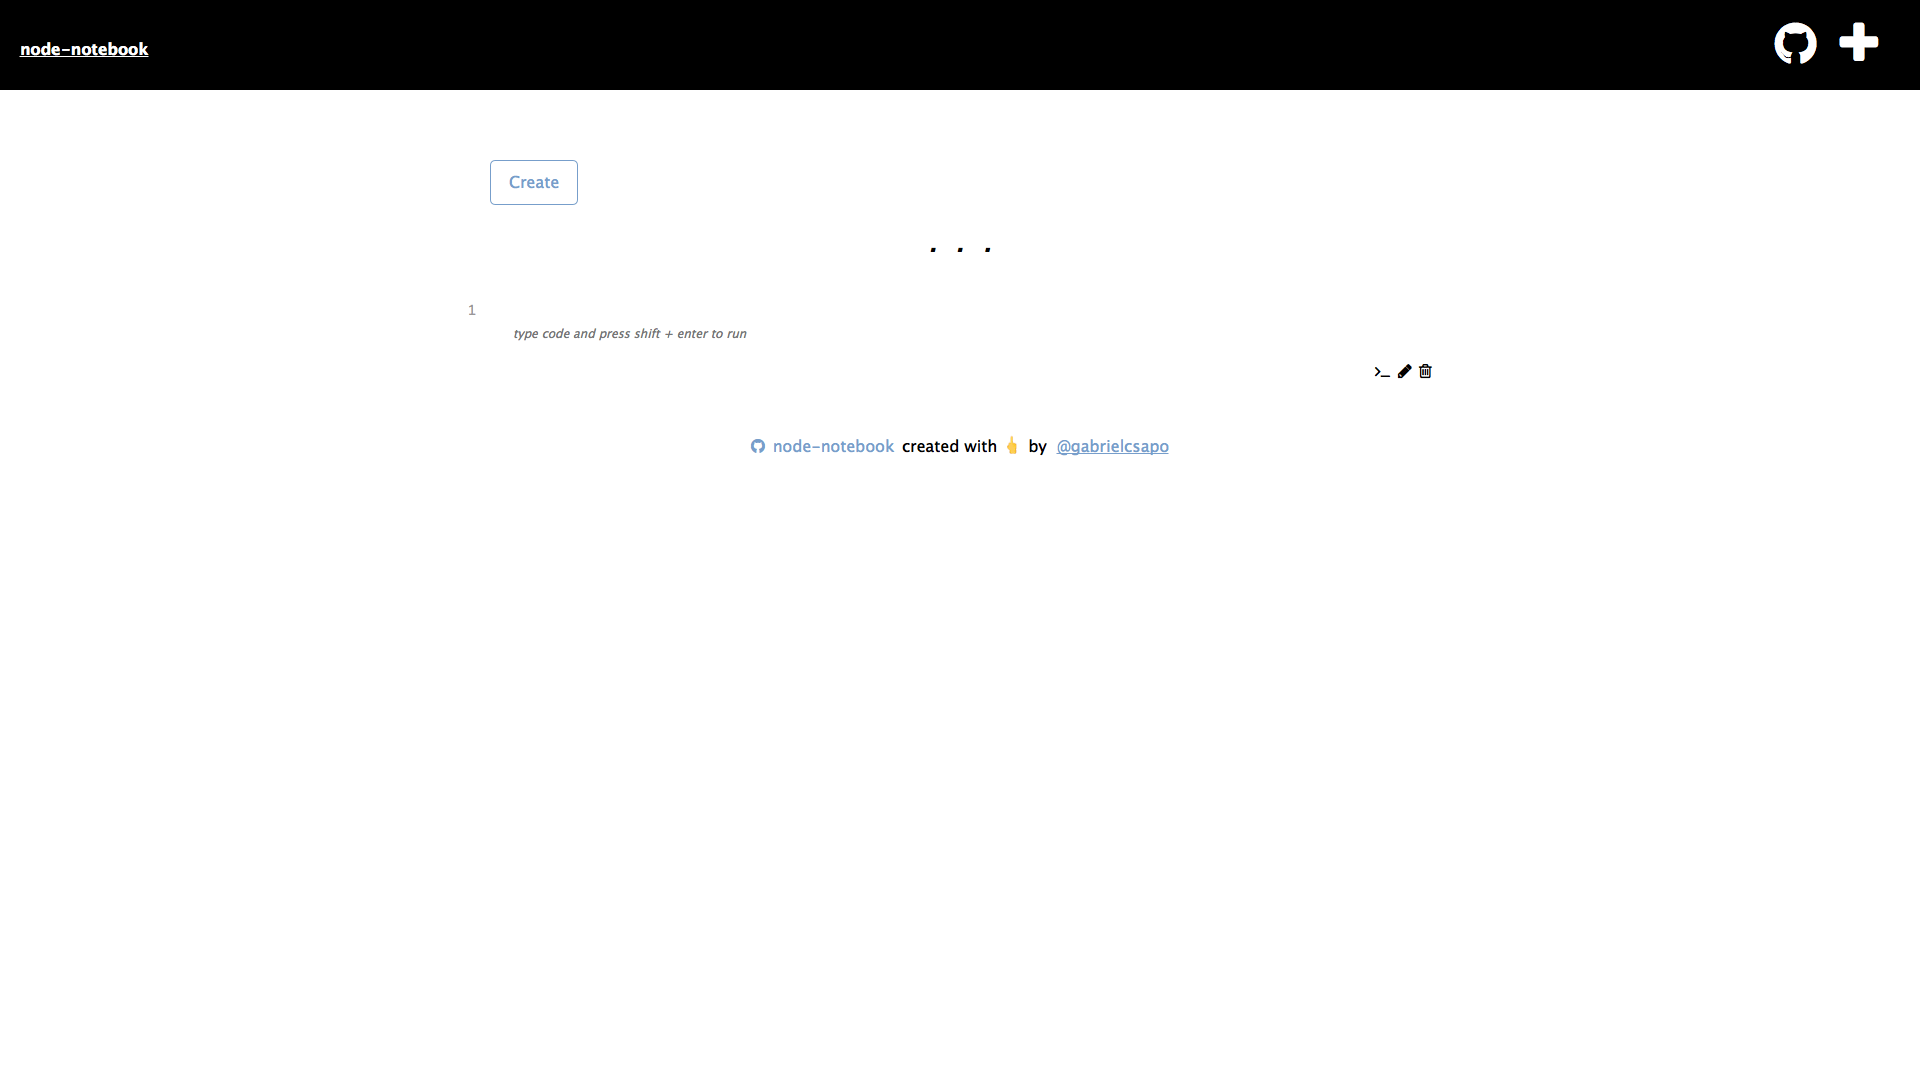 node-notebook
Create
. . .
1
type code and press shift + enter to run
node-notebook created with 🖕 by @gabrielcsapo